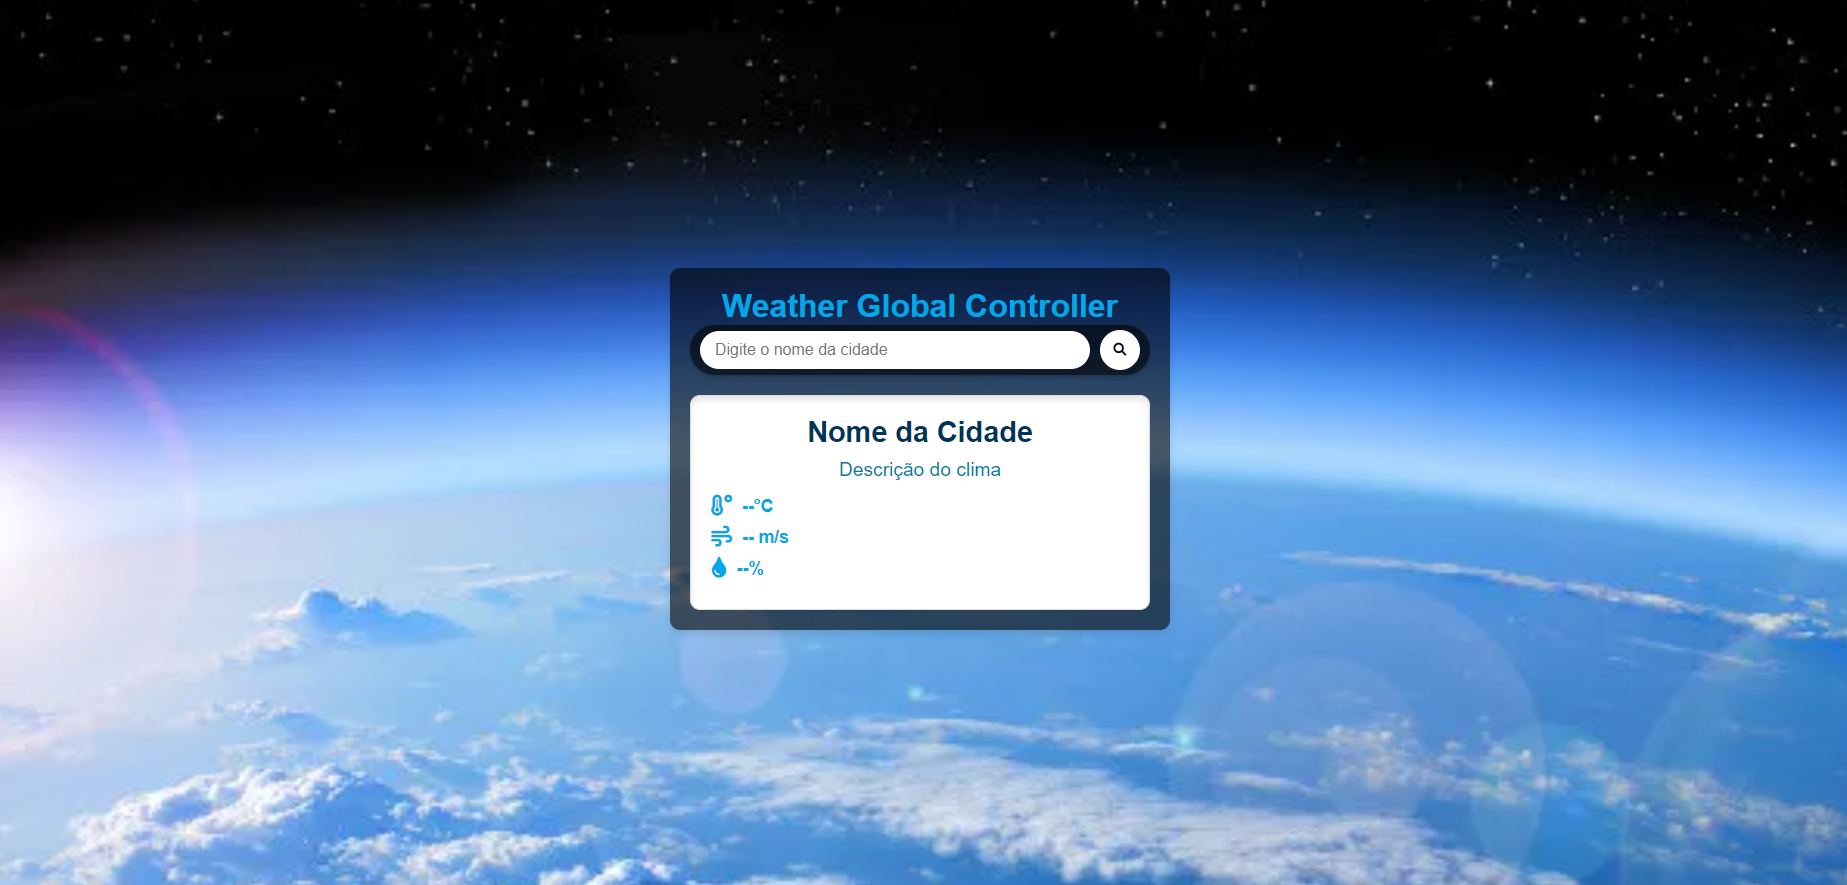 Weather Global Controller
Digite o nome da cidade
Nome da Cidade
Descrição do clima
--°C
-- m/s
--%